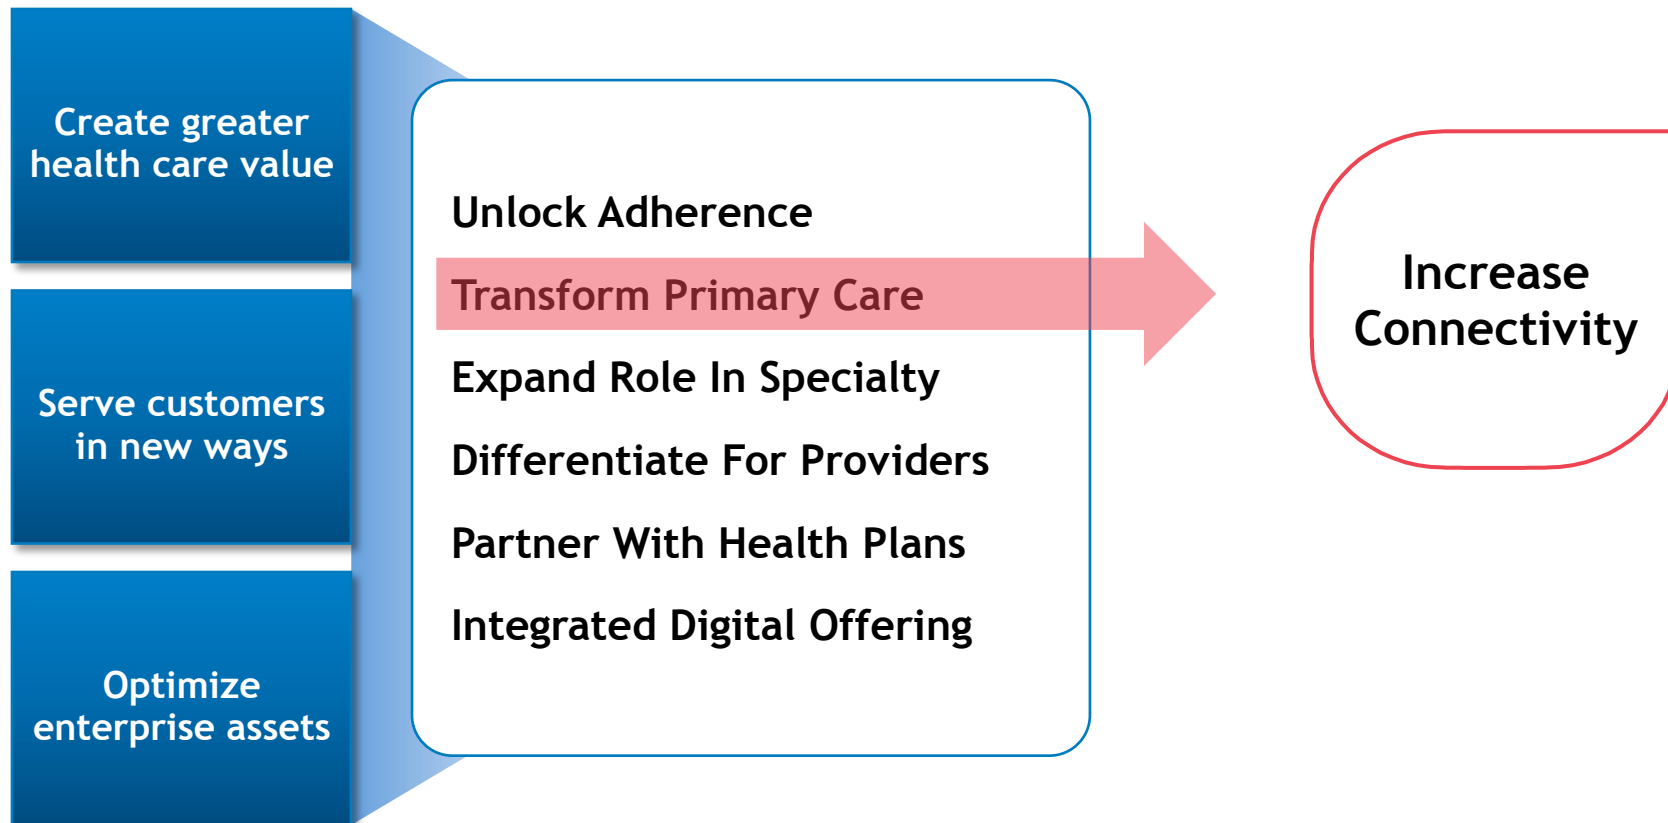 Create greater
health care value
Serve customers
in new ways
Optimize
enterprise assets
Unlock Adherence
Transform Primary Care
Expand Role In Specialty
Differentiate For Providers
Partner With Health Plans
Integrated Digital Offering
Increase
Connectivity